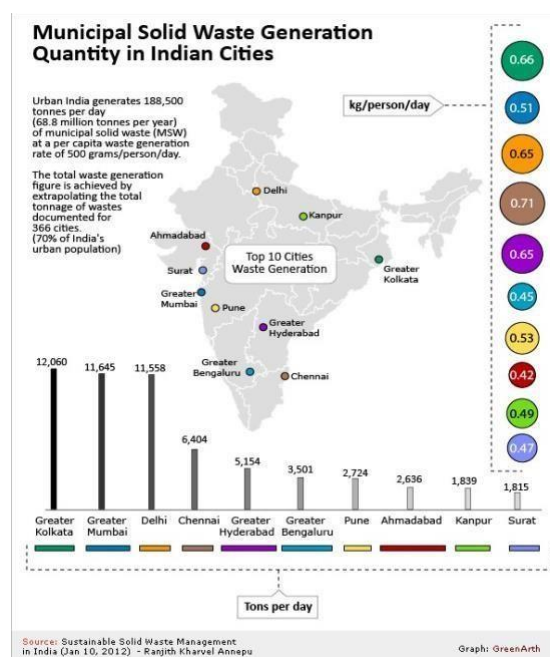 Municipal Solid Waste Generation
Quantity in Indian Cities
Urban India generates 188,500
tonnes per day
(68.8 million tonnes per year)
of municipal solid waste (MSW)
at a per capita waste generation
rate of 500 grams/person/day.
The total waste generation
figure is achieved by
extrapolating the total
tonnage of wastes
documented for
366 cities.
(70% of India's
urban population)
kg/person/day
0.66
0.51
0.65
0.71
0.65
0.45
0.53
0.42
0.49
0.47
Delhi
Kanpur
Ahmadabad
Top 10 Cities
Waste Generation
Surat
Greater
Kolkata
Greater
Mumbai
Pune
Greater
Hyderabad
Greater
Bengaluru
Chennai
12,060
11,645
11,558
6,404
5,154
3,501
2,724
2,636
1,839
1,815
Greater
Kolkata
Greater
Mumbai
Delhi
Chennai
Greater
Hyderabad
Greater
Bengaluru
Pune
Ahmadabad
Kanpur
Surat
Tons per day
Source: Sustainable Solid Waste Management
in India (Jan 10, 2012) - Ranjith Kharvel Annepu
Graph: GreenArth